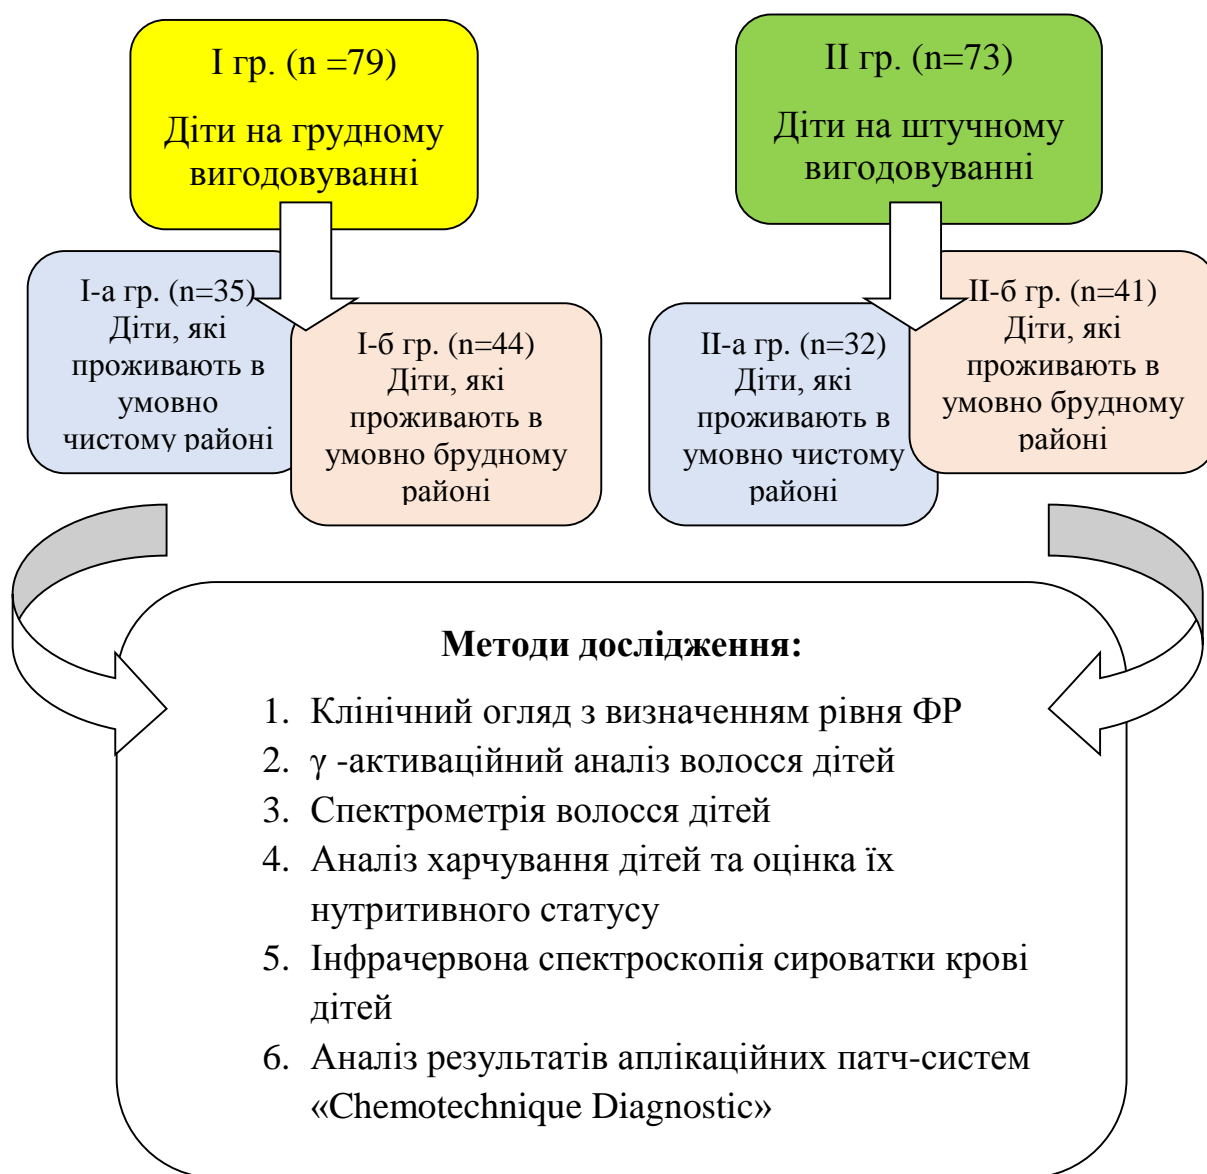 І гр. (n =79)
Діти на грудному
вигодовуванні
ІІ гр. (n=73)
Діти на штучному
вигодовуванні
І-а гр. (n=35)
Діти, які
проживають в
умовно
чистому районі
І-б гр. (n=44)
Діти, які
проживають в
умовно брудному
районі
ІІ-а гр. (n=32)
Діти, які
проживають в
умовно чистому
районі
ІІ-б гр. (n=41)
Діти, які
проживають в
умовно брудному
районі
Методи дослідження:
1. Клінічний огляд з визначенням рівня ФР
2. γ -активаційний аналіз волосся дітей
3. Спектрометрія волосся дітей
4. Аналіз харчування дітей та оцінка їх
нутритивного статусу
5. Інфрачервона спектроскопія сироватки крові
дітей
6. Аналіз результатів аплікаційних патч-систем
«Chemotechnique Diagnostic»